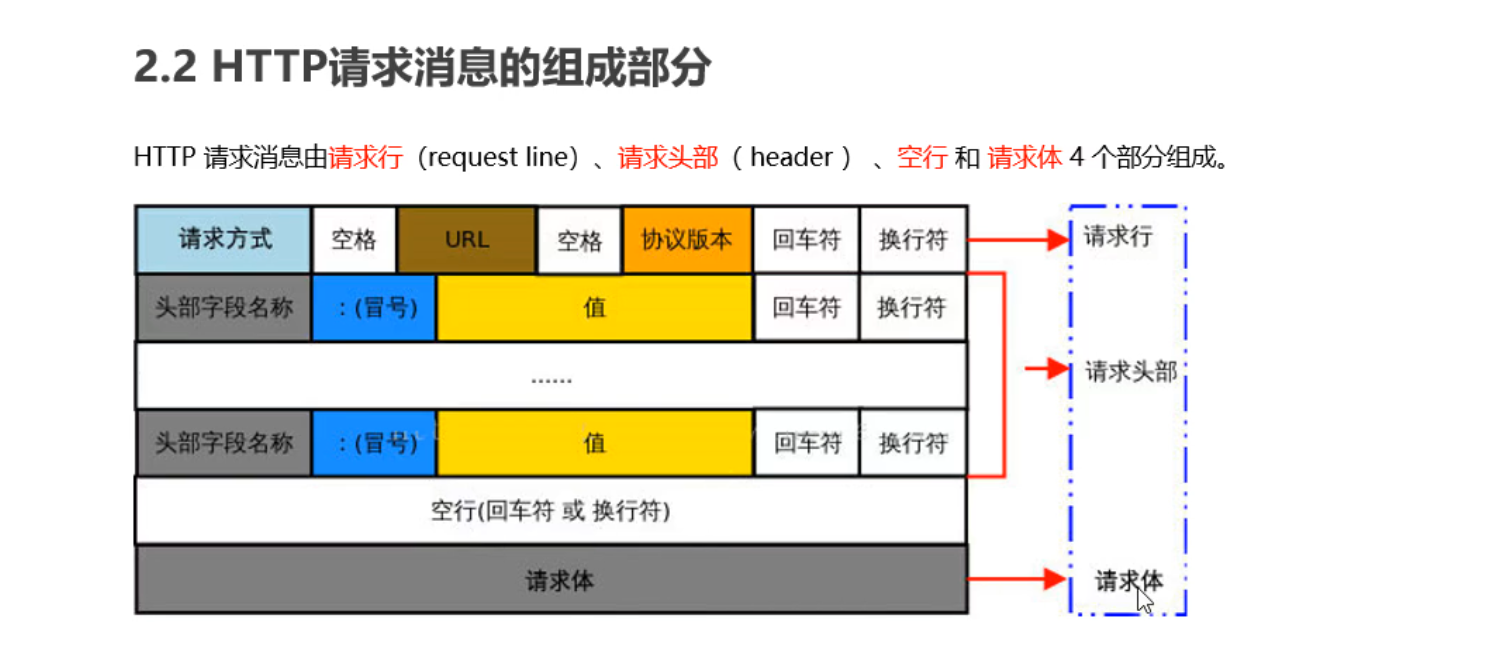 2.2 HTTP请求消息的组成部分
HTTP 请求消息由请求行（request line）、请求头部（ header ） 、空行 和 请求体 4 个部分组成。
请求方式 空格 URL 空格 协议版本 回车符 换行符 请求行
头部字段名称 : (冒号) 值 回车符 换行符
...... 请求头部
头部字段名称 : (冒号) 值 回车符 换行符
空行(回车符 或 换行符)
请求体 请求体